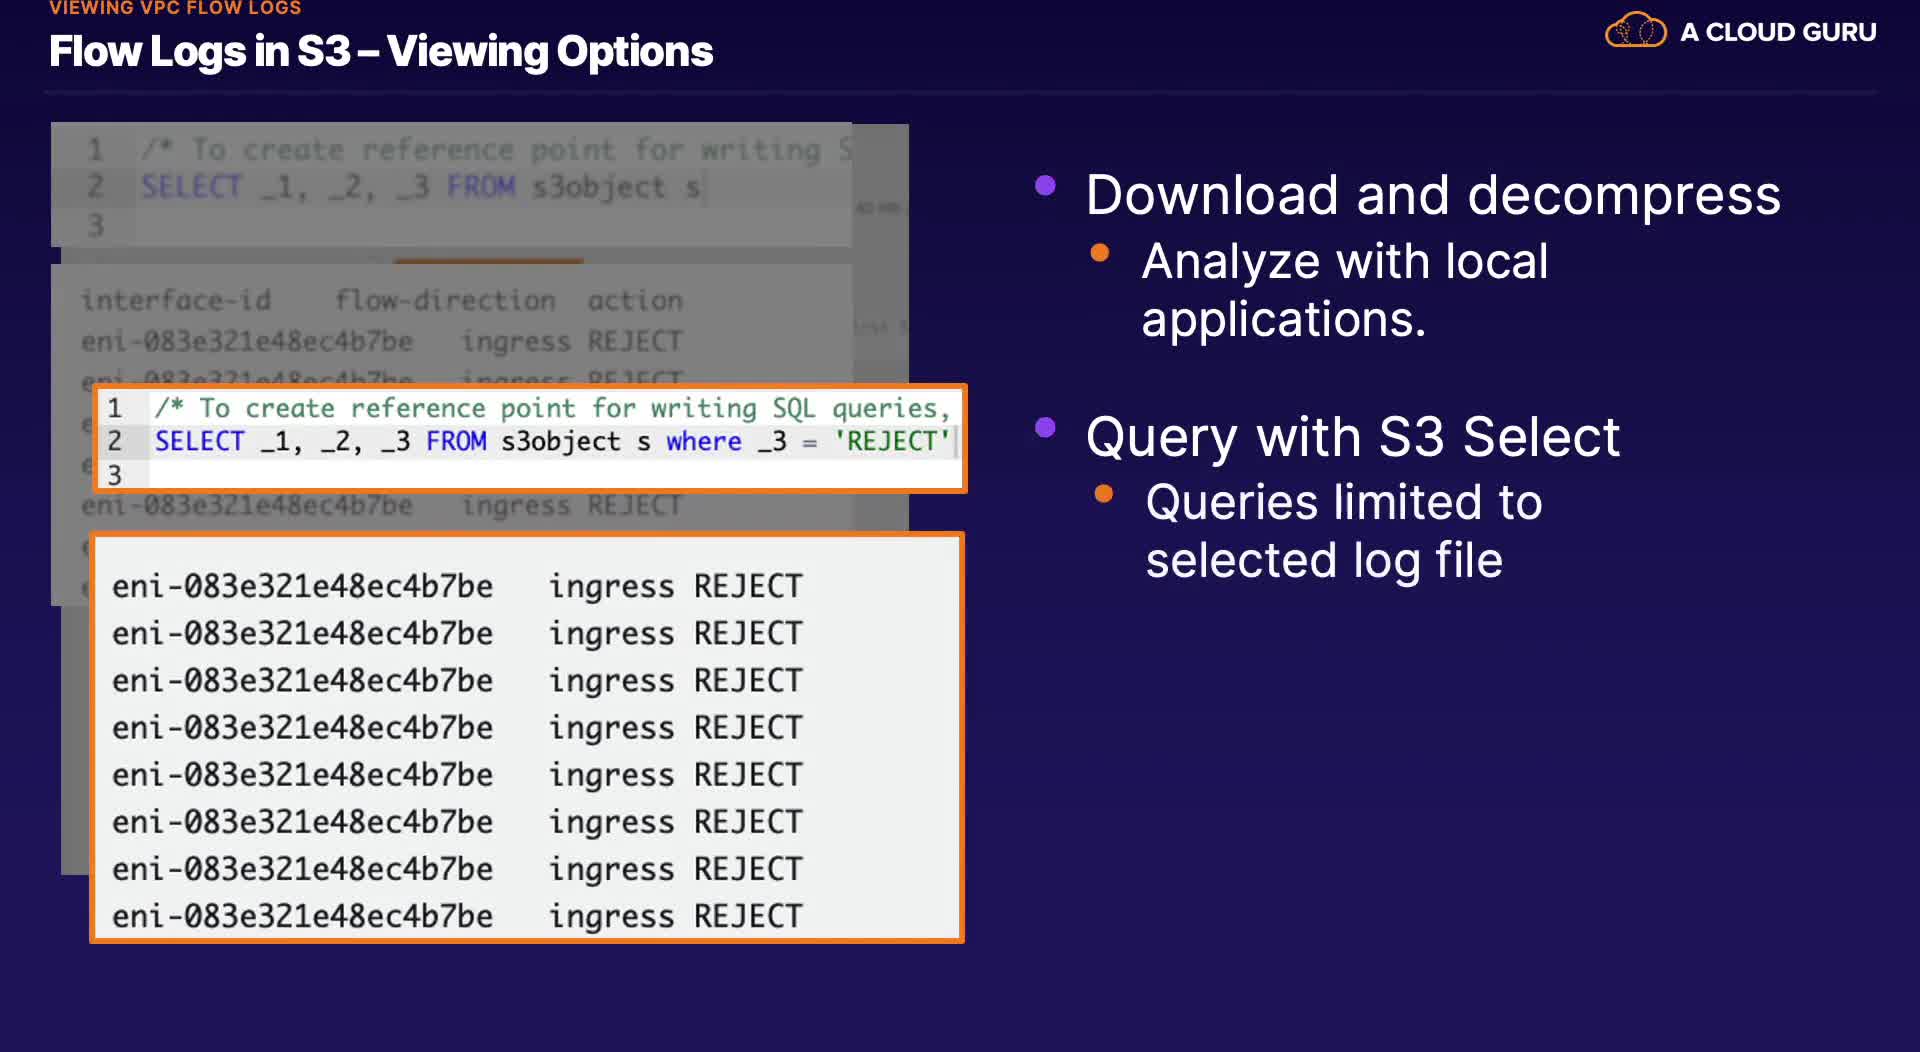 VIEWING VPC FLOW LOGS
Flow Logs in S3 – Viewing Options
A CLOUD GURU
1 /* To create reference point for writing S
2 SELECT _1, _2, _3 FROM s3object s
3
interface-id flow-direction action
eni-083e321e48ec4b7be ingress REJECT
eni-083e321e48ec4b7be ingress REJECT
1 /* To create reference point for writing SQL queries,
2 SELECT _1, _2, _3 FROM s3object s where _3 = 'REJECT'
3
eni-083e321e48ec4b7be ingress REJECT
eni-083e321e48ec4b7be ingress REJECT
eni-083e321e48ec4b7be ingress REJECT
eni-083e321e48ec4b7be ingress REJECT
eni-083e321e48ec4b7be ingress REJECT
eni-083e321e48ec4b7be ingress REJECT
eni-083e321e48ec4b7be ingress REJECT
eni-083e321e48ec4b7be ingress REJECT
eni-083e321e48ec4b7be ingress REJECT
• Download and decompress
• Analyze with local
applications.
• Query with S3 Select
• Queries limited to
selected log file